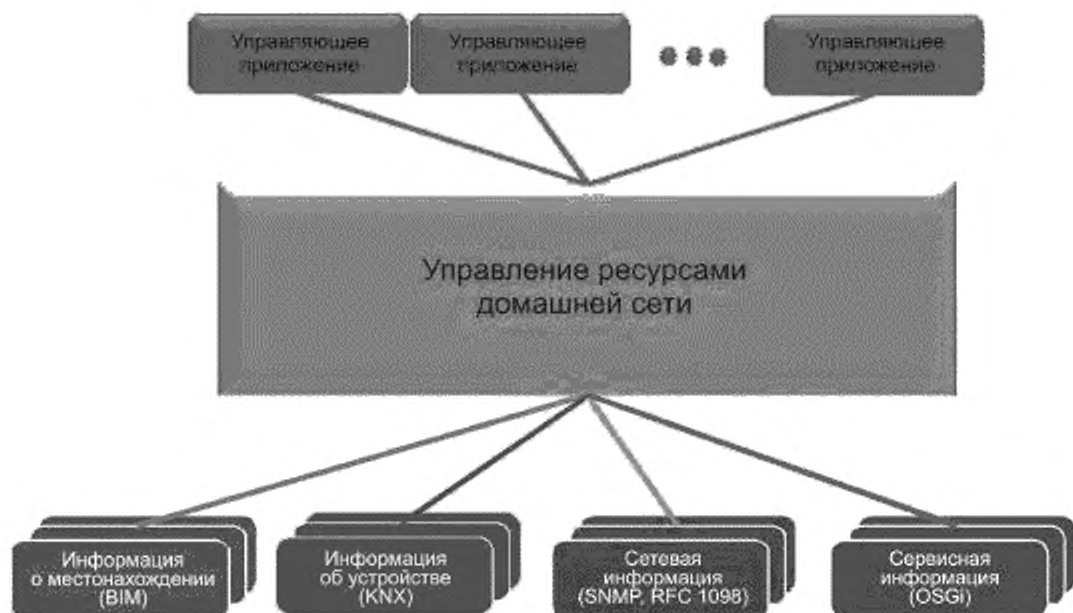 Управляющее
приложение
Управляющее
приложение
Управляющее
приложение
Управление ресурсами
домашней сети
Информация
о местонахождении
(BIM)
Информация
об устройстве
(KNX)
Сетевая
информация
(SNMP, RFC 1098)
Сервисная
информация
(OSGi)